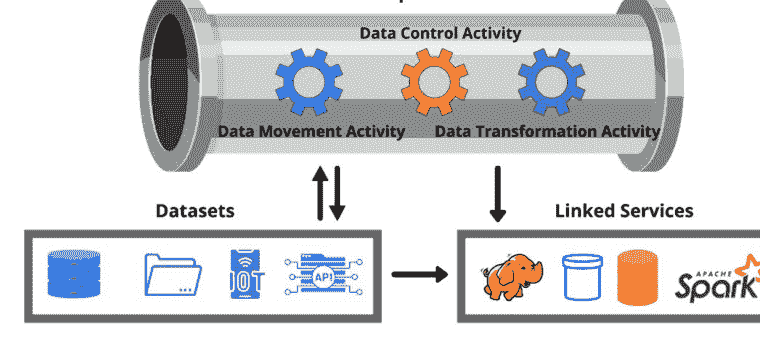 Data Control Activity
Data Movement Activity
Data Transformation Activity
Datasets
Linked Services
IOT
API
APACHE
Spark